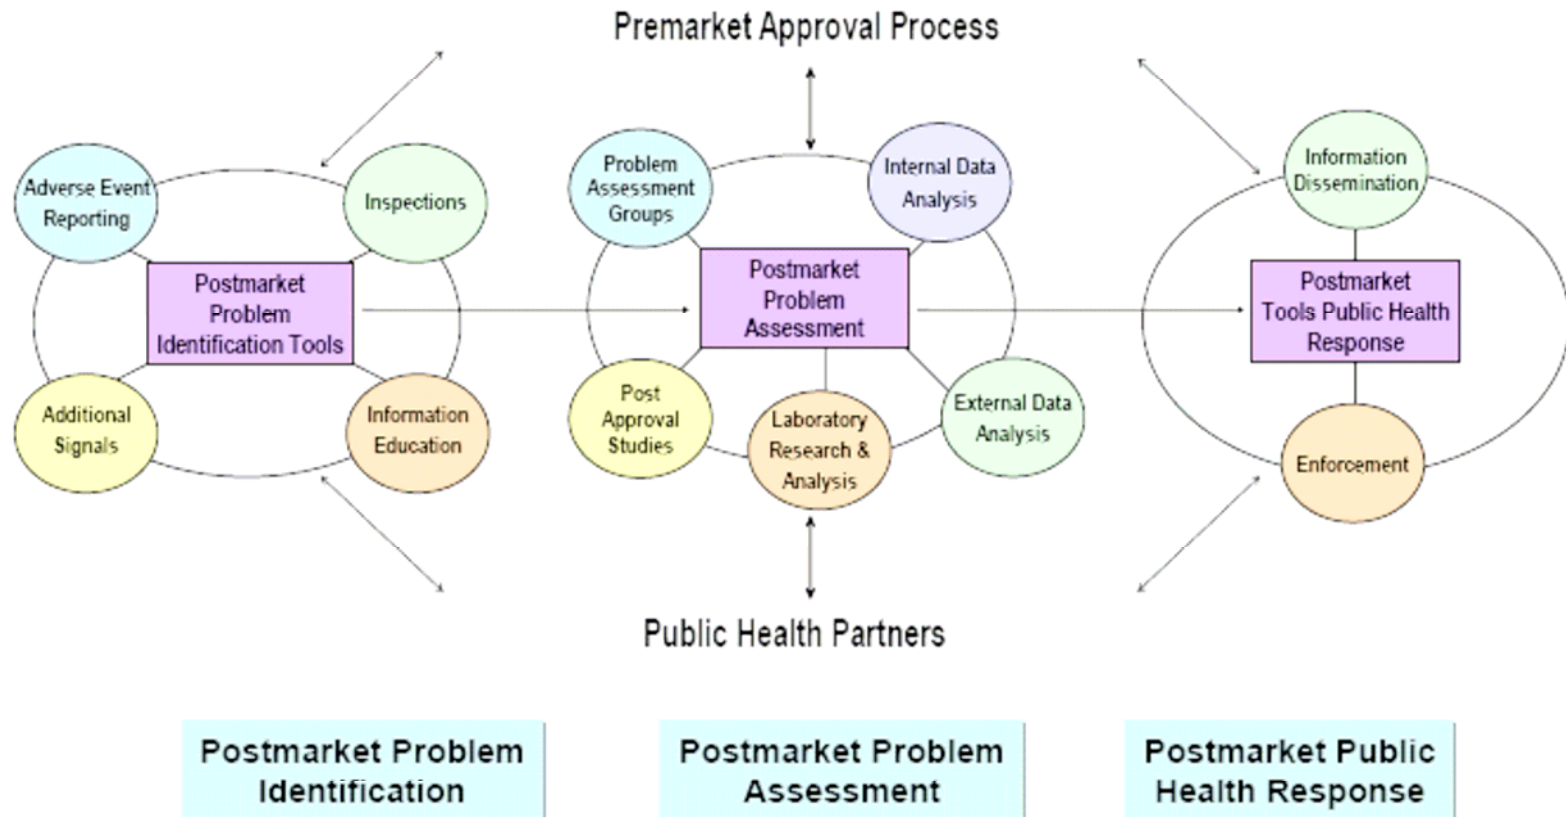 Premarket Approval Process
Adverse Event
Reporting
Inspections
Postmarket
Problem
Identification Tools
Additional
Signals
Information
Education
Problem
Assessment
Groups
Internal Data
Analysis
Postmarket
Problem
Assessment
Post
Approval
Studies
Laboratory
Research &
Analysis
External Data
Analysis
Information
Dissemination
Postmarket
Tools Public Health
Response
Enforcement
Public Health Partners
Postmarket Problem
Identification
Postmarket Problem
Assessment
Postmarket Public
Health Response